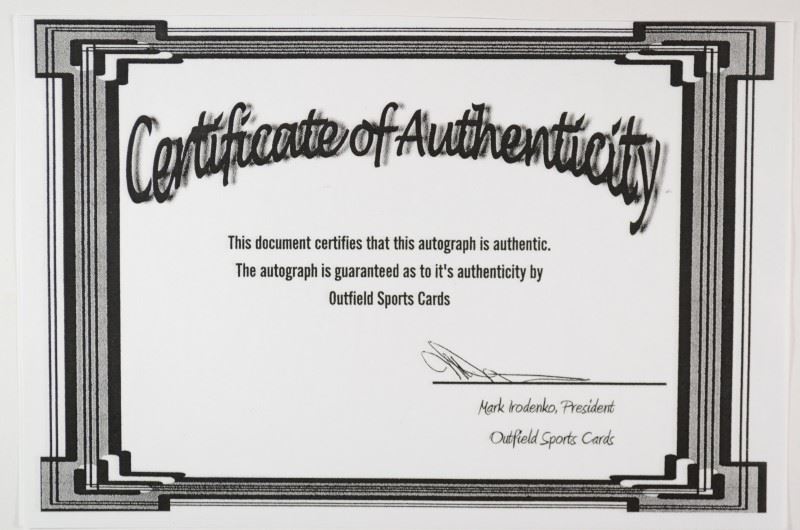 Certificate of Authenticity
This document certifies that this autograph is authentic.
The autograph is guaranteed as to it's authenticity by
Outfield Sports Cards
Mark Irodenko, President
Outfield Sports Cards